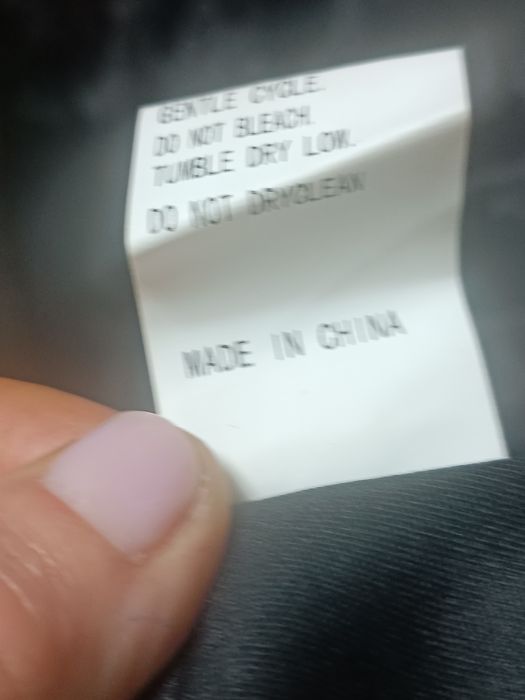 GENTLE CYCLE.
DO NOT BLEACH.
TUMBLE DRY LOW.
DO NOT DRYCLEAN
MADE IN CHINA